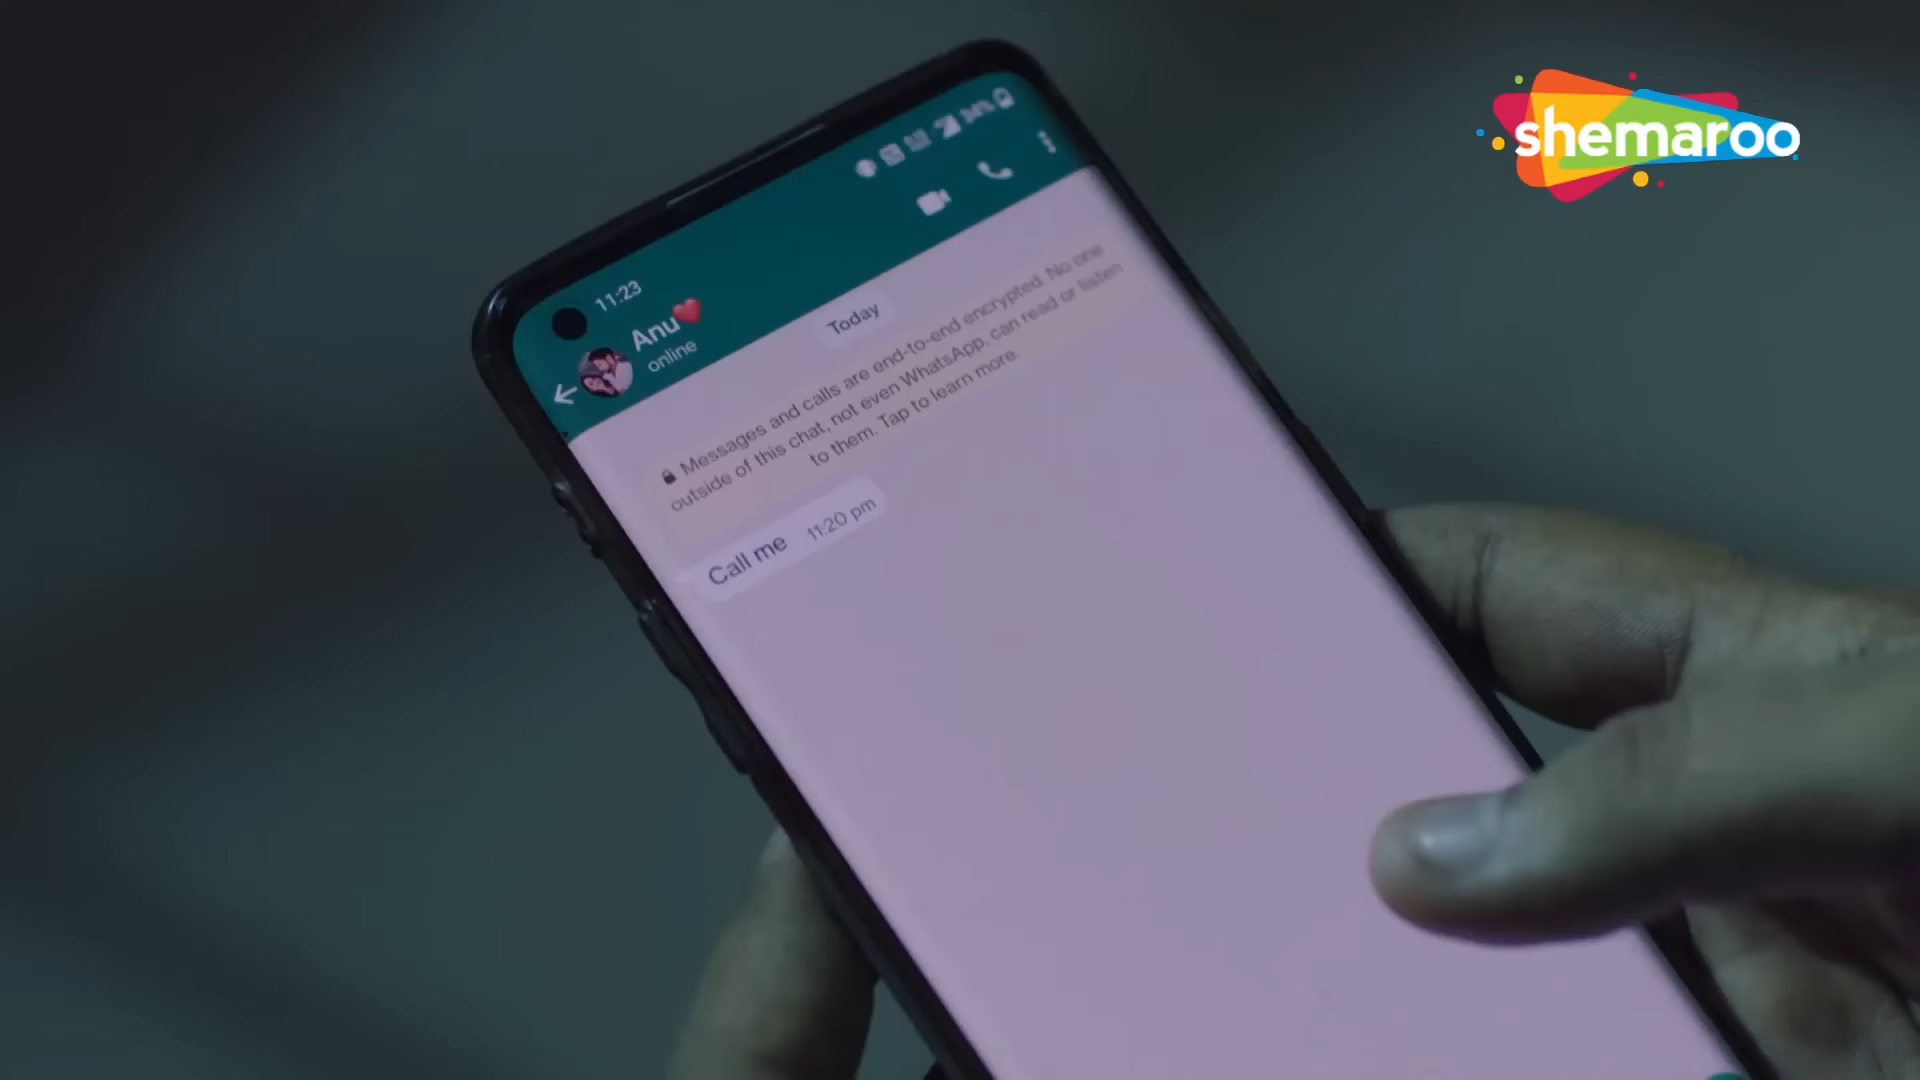 shemaroo
11:23
94%
Anu❤️
online
Today
Messages and calls are end-to-end encrypted. No one
outside of this chat, not even WhatsApp, can read or listen
to them. Tap to learn more.
Call me 11:20 pm